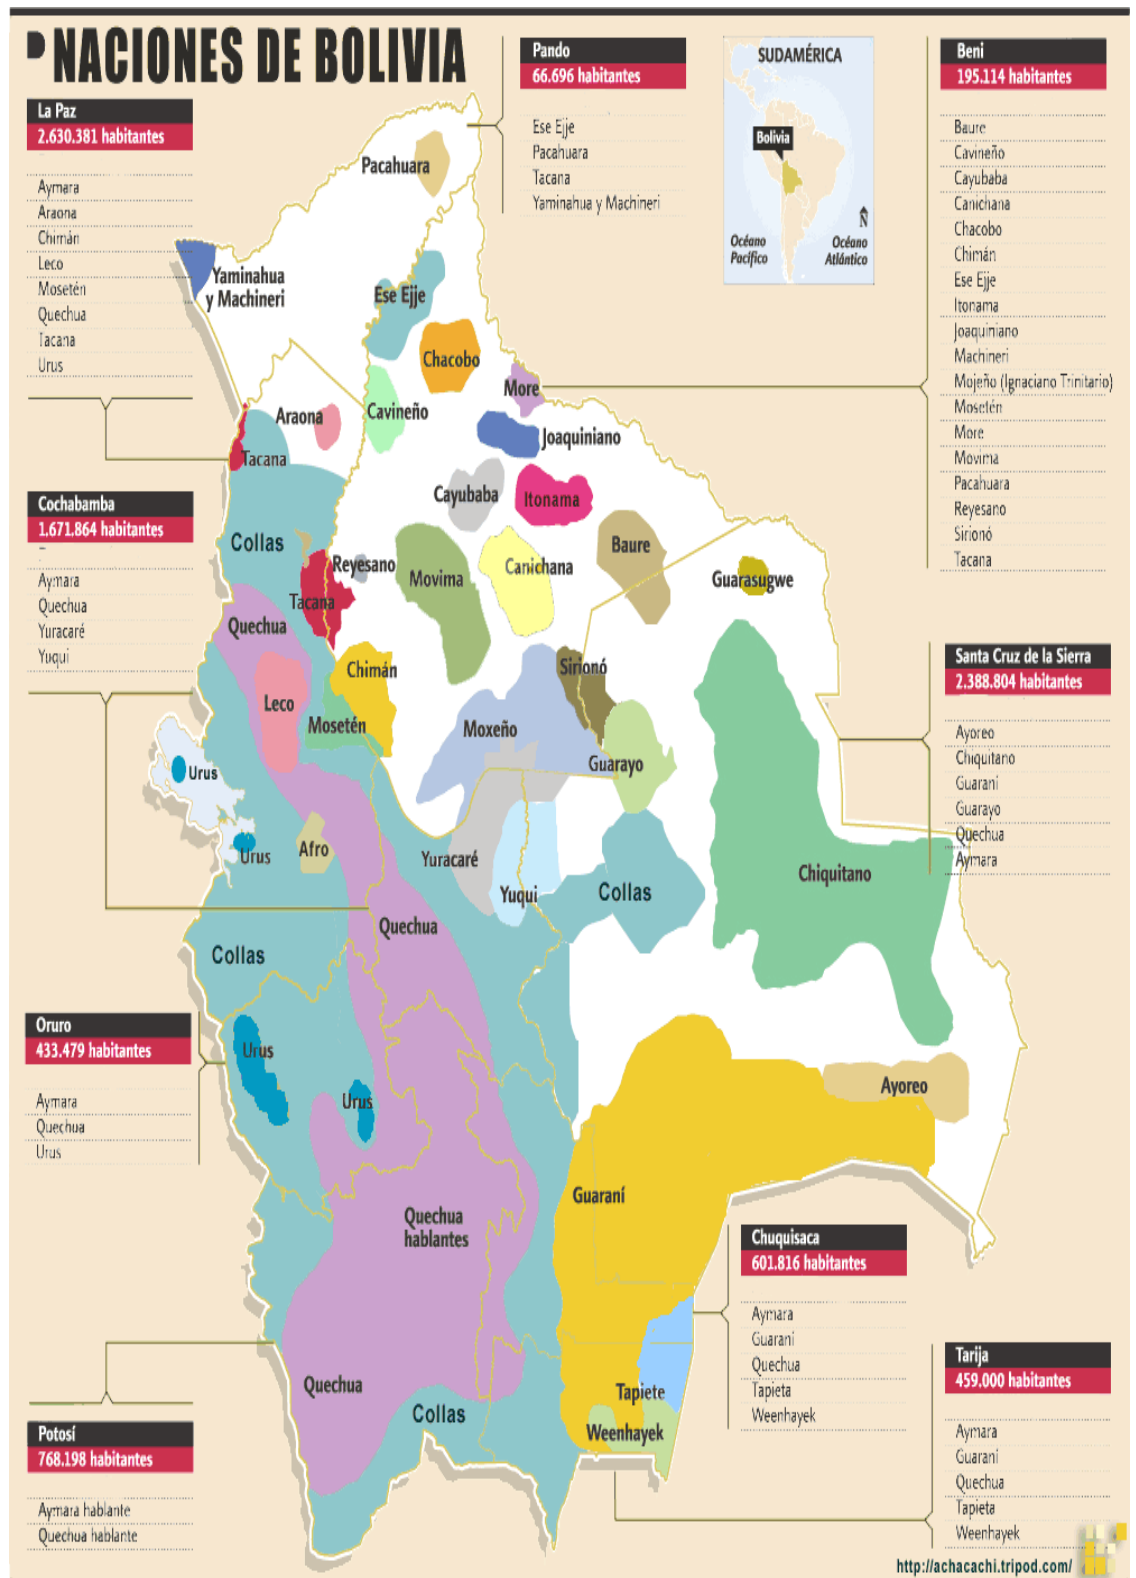 NACIONES DE BOLIVIA
La Paz
2.630.381 habitantes
Aymara
Araona
Chimán
Leco
Mosetén
Quechua
Tacana
Urus
Cochabamba
1.671.864 habitantes
Aymara
Quechua
Yuracaré
Yuqui
Oruro
433.479 habitantes
Aymara
Quechua
Urus
Potosí
768.198 habitantes
Aymara hablante
Quechua hablante
Pando
66.696 habitantes
Ese Ejje
Pacahuara
Tacana
Yaminahua y Machineri
SUDAMÉRICA
Bolivia
N
Océano
Pacífico
Océano
Atlántico
Beni
195.114 habitantes
Baure
Cavineño
Cayubaba
Canichana
Chacobo
Chimán
Ese Ejje
Itonama
Joaquiniano
Machineri
Mojeño (Ignaciano Trinitario)
Mosetén
More
Movima
Pacahuara
Reyesano
Sirionó
Tacana
Santa Cruz de la Sierra
2.388.804 habitantes
Ayoreo
Chiquitano
Guaraní
Guarayo
Quechua
Aymara
Chuquisaca
601.816 habitantes
Aymara
Guaraní
Quechua
Tapieta
Weenhayek
Tarija
459.000 habitantes
Aymara
Guaraní
Quechua
Tapieta
Weenhayek
Pacahuara
Yaminahua
y Machineri
Ese Ejje
Chacobo
More
Araona
Cavineño
Joaquiniano
Tacana
Cayubaba
Itonama
Collas
Reyesano
Movima
Canichana
Baure
Guarasugwe
Tacana
Quechua
Chimán
Sirionó
Leco
Mosetén
Moxeño
Guarayo
Urus
Urus
Afro
Yuracaré
Yuqui
Collas
Chiquitano
Quechua
Collas
Urus
Urus
Ayoreo
Guaraní
Quechua
hablantes
Quechua
Collas
Tapiete
Weenhayek
http://achacachi.tripod.com/